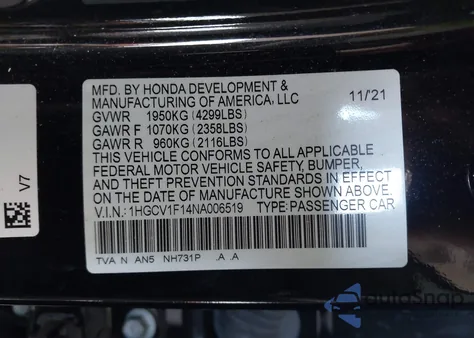 MFD. BY HONDA DEVELOPMENT &
MANUFACTURING OF AMERICA, LLC 11/21
GVWR 1950KG (4299LBS)
GAWR F 1070KG (2358LBS)
GAWR R 960KG (2116LBS)
THIS VEHICLE CONFORMS TO ALL APPLICABLE
FEDERAL MOTOR VEHICLE SAFETY, BUMPER,
AND THEFT PREVENTION STANDARDS IN EFFECT
ON THE DATE OF MANUFACTURE SHOWN ABOVE.
V.I.N.: 1HGCV1F14NA006519 TYPE:PASSENGER CAR
TVA N AN5 NH731P .A .A
V7
AutoSnap